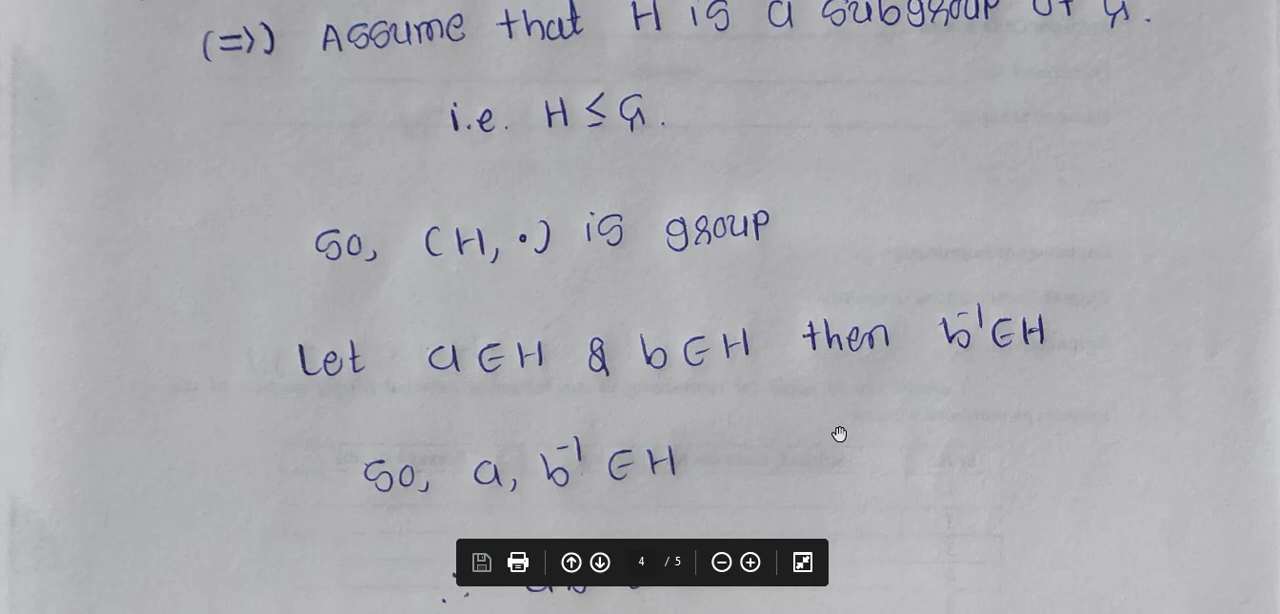 (⇒) Assume that H is a subgroup of G.
i.e. H ≤ G.
So, (H, •) is group
Let a ∈ H & b ∈ H then b⁻¹ ∈ H
So, a, b⁻¹ ∈ H
4 / 5